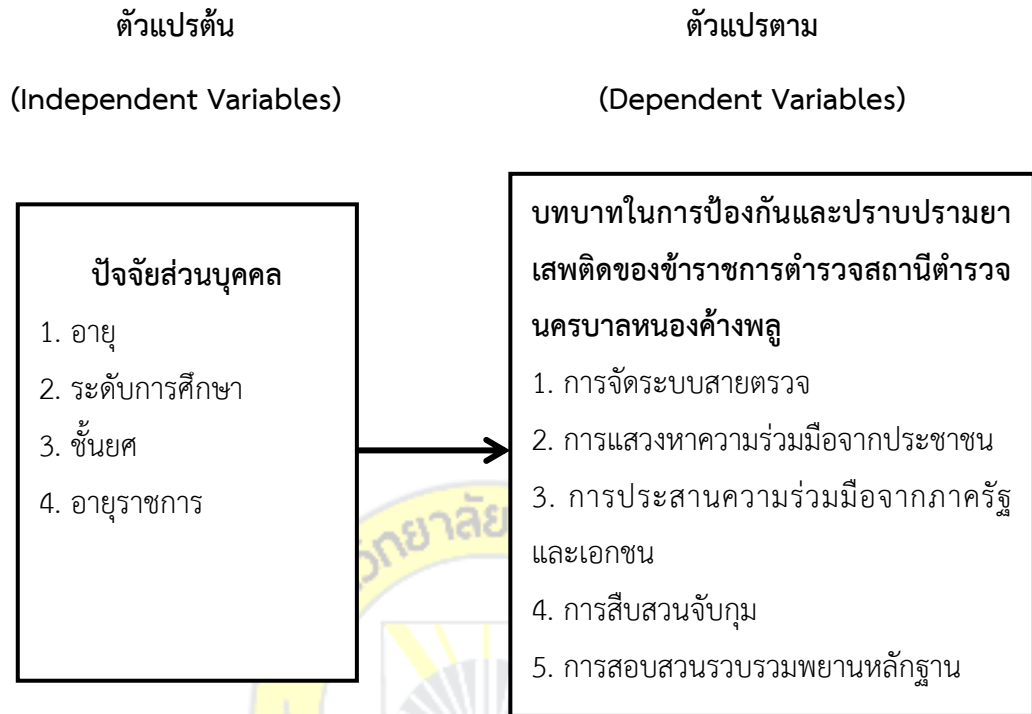 ตัวแปรต้น
(Independent Variables)
ปัจจัยส่วนบุคคล
1. อายุ
2. ระดับการศึกษา
3. ชั้นยศ
4. อายุราชการ
ตัวแปรตาม
(Dependent Variables)
บทบาทในการป้องกันและปราบปรามยา
เสพติดของข้าราชการตำรวจสถานีตำรวจ
นครบาลหนองค้างพลู
1. การจัดระบบสายตรวจ
2. การแสวงหาความร่วมมือจากประชาชน
3. การประสานความร่วมมือจากภาครัฐ
และเอกชน
4. การสืบสวนจับกุม
5. การสอบสวนรวบรวมพยานหลักฐาน